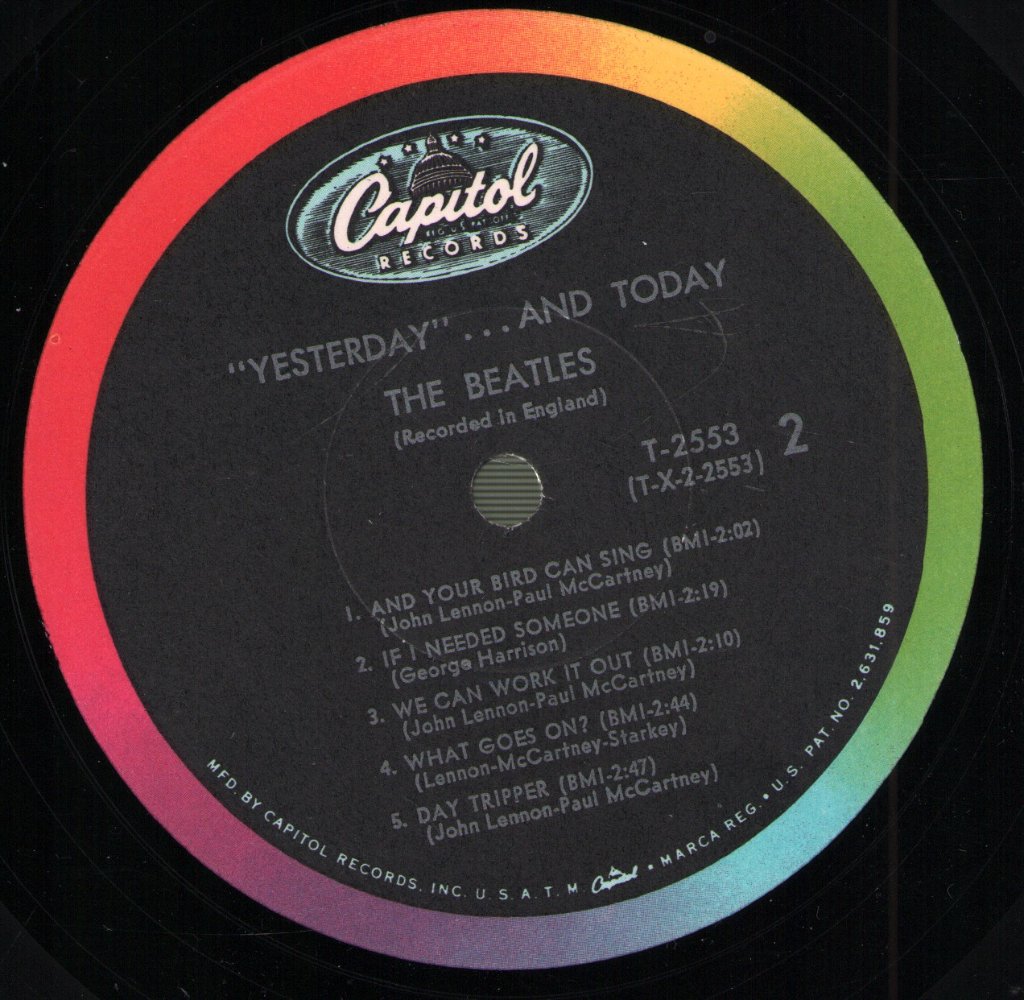 Capitol
REG. U.S. PAT. OFF.
RECORDS
"YESTERDAY" ... AND TODAY
THE BEATLES
(Recorded in England)
T-2553
(T-X-2-2553)
2
1. AND YOUR BIRD CAN SING (BMI-2:02)
(John Lennon-Paul McCartney)
2. IF I NEEDED SOMEONE (BMI-2:19)
(George Harrison)
3. WE CAN WORK IT OUT (BMI-2:10)
(John Lennon-Paul McCartney)
4. WHAT GOES ON? (BMI-2:44)
(Lennon-McCartney-Starkey)
5. DAY TRIPPER (BMI-2:47)
(John Lennon-Paul McCartney)
MFD. BY CAPITOL RECORDS, INC. U. S. A. T. M Capitol • MARCA REG. • U.S. PAT. NO. 2,631,859